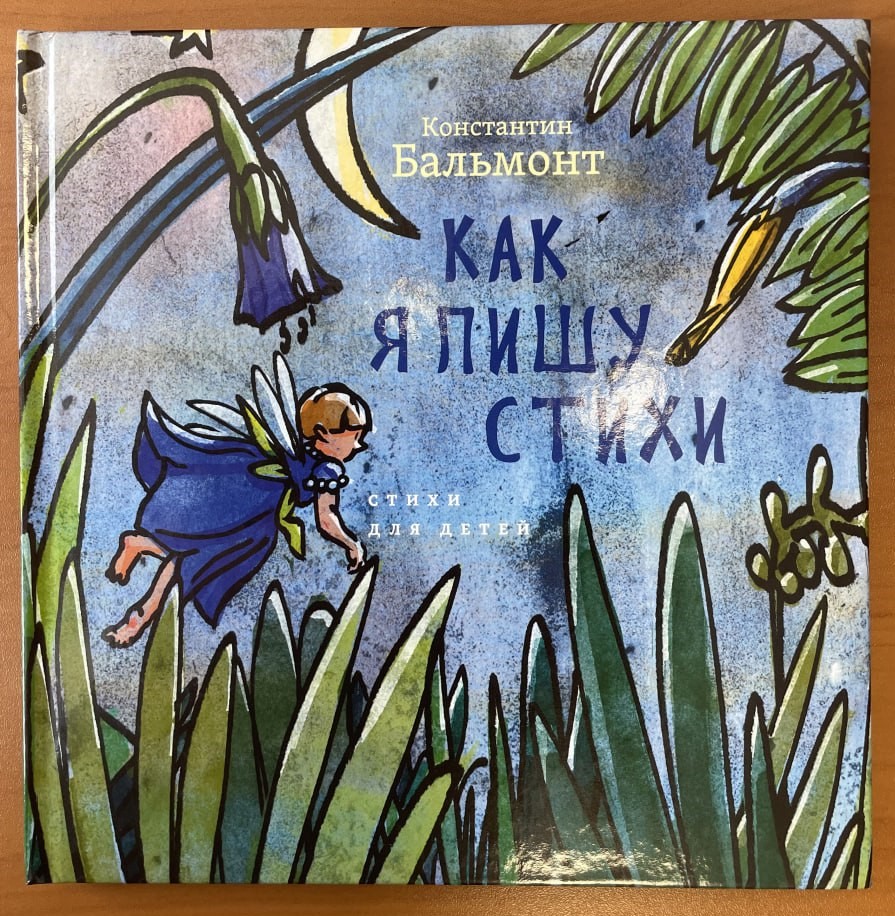 Константин
Бальмонт
КАК
Я ПИШУ
СТИХИ
СТИХИ
ДЛЯ ДЕТЕЙ